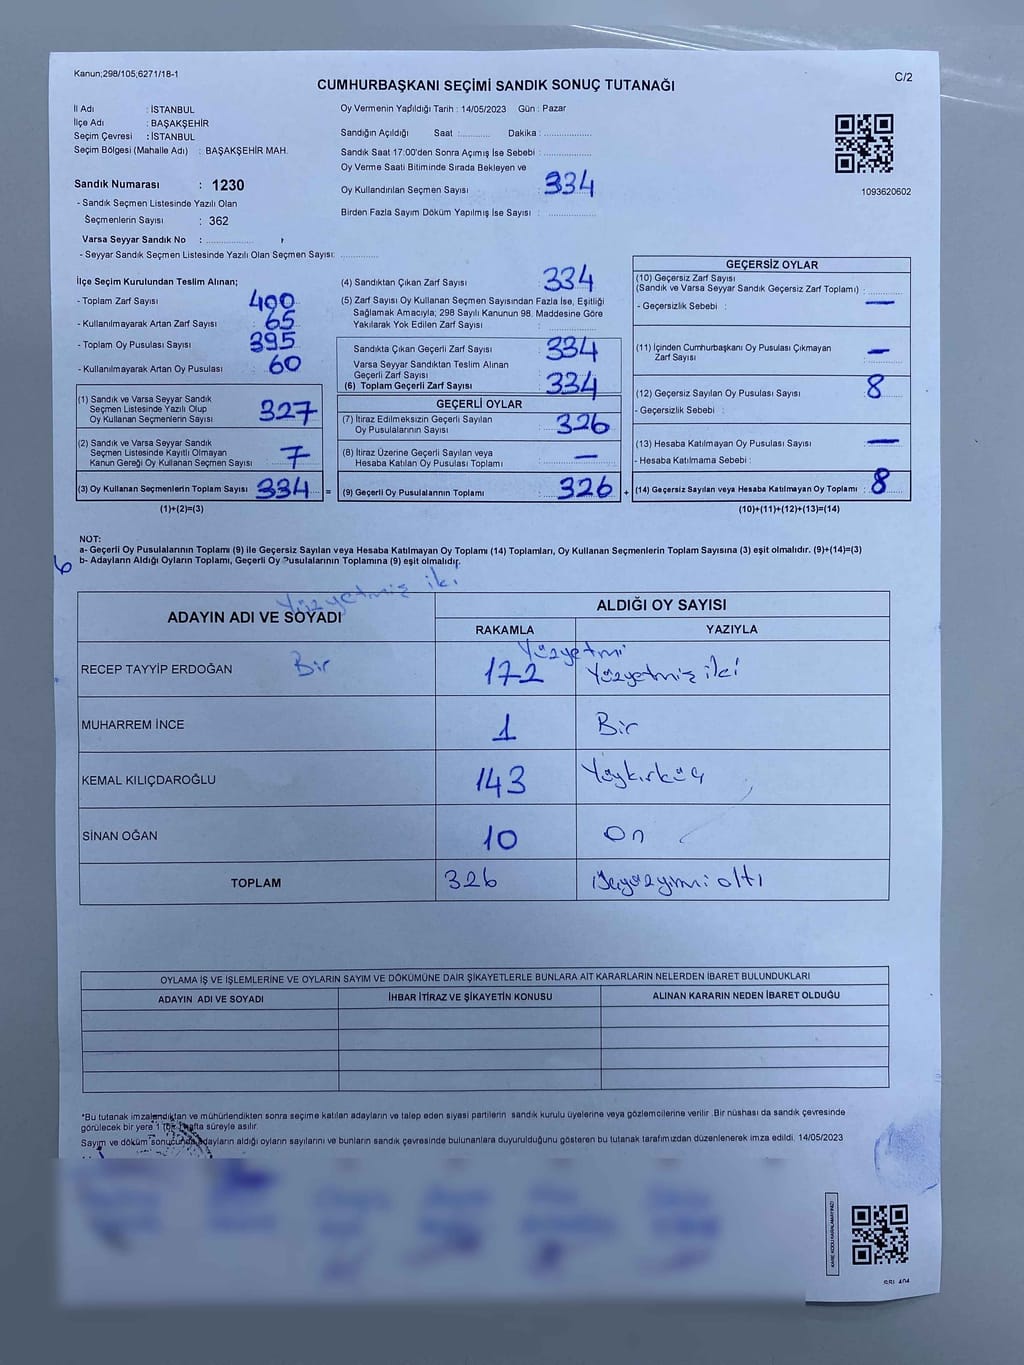 Kanun;298/105;6271/18-1
C/2
CUMHURBAŞKANI SEÇİMİ SANDIK SONUÇ TUTANAĞI
İl Adı : İSTANBUL
İlçe Adı : BAŞAKŞEHİR
Seçim Çevresi : İSTANBUL
Seçim Bölgesi (Mahalle Adı) : BAŞAKŞEHİR MAH.
Sandık Numarası : 1230
- Sandık Seçmen Listesinde Yazılı Olan
Seçmenlerin Sayısı : 362
Varsa Seyyar Sandık No :
- Seyyar Sandık Seçmen Listesinde Yazılı Olan Seçmen Sayısı:
Oy Vermenin Yapıldığı Tarih : 14/05/2023 Gün : Pazar
Sandığın Açıldığı Saat : Dakika :
Sandık Saat 17:00'den Sonra Açımış İse Sebebi :
Oy Verme Saati Bitiminde Sırada Bekleyen ve
Oy Kullandırılan Seçmen Sayısı : 334
Birden Fazla Sayım Döküm Yapılmış İse Sayısı :
1093620602
İlçe Seçim Kurulundan Teslim Alınan;
- Toplam Zarf Sayısı 400
- Kullanılmayarak Artan Zarf Sayısı : 65
- Toplam Oy Pusulası Sayısı 395
- Kullanılmayarak Artan Oy Pusulası : 60
(1) Sandık ve Varsa Seyyar Sandık
Seçmen Listesinde Yazılı Olup
Oy Kullanan Seçmenlerin Sayısı : 327
(2) Sandık ve Varsa Seyyar Sandık
Seçmen Listesinde Kayıtlı Olmayan
Kanun Gereği Oy Kullanan Seçmen Sayısı : 7
(3) Oy Kullanan Seçmenlerin Toplam Sayısı : 334 =
(1)+(2)=(3)
(4) Sandıktan Çıkan Zarf Sayısı 334
(5) Zarf Sayısı Oy Kullanan Seçmen Sayısından Fazla İse, Eşitliği
Sağlamak Amacıyla; 298 Sayılı Kanunun 98. Maddesine Göre
Yakılarak Yok Edilen Zarf Sayısı :
Sandıkta Çıkan Geçerli Zarf Sayısı : 334
Varsa Seyyar Sandıktan Teslim Alınan
Geçerli Zarf Sayısı :
(6) Toplam Geçerli Zarf Sayısı : 334
GEÇERLİ OYLAR
(7) İtiraz Edilmeksizin Geçerli Sayılan
Oy Pusulalarının Sayısı : 326
(8) İtiraz Üzerine Geçerli Sayılan veya
Hesaba Katılan Oy Pusulası Toplamı : —
(9) Geçerli Oy Pusulalarının Toplamı : 326 +
GEÇERSİZ OYLAR
(10) Geçersiz Zarf Sayısı
(Sandık ve Varsa Seyyar Sandık Geçersiz Zarf Toplamı) :
- Geçersizlik Sebebi : —
(11) İçinden Cumhurbaşkanı Oy Pusulası Çıkmayan
Zarf Sayısı : —
(12) Geçersiz Sayılan Oy Pusulası Sayısı : 8
- Geçersizlik Sebebi :
(13) Hesaba Katılmayan Oy Pusulası Sayısı : —
- Hesaba Katılmama Sebebi :
(14) Geçersiz Sayılan veya Hesaba Katılmayan Oy Toplamı : 8
(10)+(11)+(12)+(13)=(14)
NOT:
a- Geçerli Oy Pusulalarının Toplamı (9) ile Geçersiz Sayılan veya Hesaba Katılmayan Oy Toplamı (14) Toplamları, Oy Kullanan Seçmenlerin Toplam Sayısına (3) eşit olmalıdır. (9)+(14)=(3)
b- Adayların Aldığı Oyların Toplamı, Geçerli Oy Pusulalarının Toplamına (9) eşit olmalıdır.
Yüzyetmiş iki
ADAYIN ADI VE SOYADI
ALDIĞI OY SAYISI
RAKAMLA YAZIYLA
Yüzyetmi
RECEP TAYYİP ERDOĞAN Bir 172 Yüzyetmiş iki
MUHARREM İNCE 1 Bir
KEMAL KILIÇDAROĞLU 143 Yüzkırküç
SİNAN OĞAN 10 On
TOPLAM 326
OYLAMA İŞ VE İŞLEMLERİNE VE OYLARIN SAYIM VE DÖKÜMÜNE DAİR ŞİKAYETLERLE BUNLARA AİT KARARLARIN NELERDEN İBARET BULUNDUKLARI
ADAYIN ADI VE SOYADI İHBAR İTİRAZ VE ŞİKAYETİN KONUSU ALINAN KARARIN NEDEN İBARET OLDUĞU
*Bu tutanak imzalandıktan ve mühürlendikten sonra seçime katılan adayların ve talep eden siyasi partilerin sandık kurulu üyelerine veya gözlemcilerine verilir .Bir nüshası da sandık çevresinde
görülecek bir yere 1 hafta süreyle asılır.
Sayım ve döküm sonucunda adayların aldığı oyların sayılarını ve bunların sandık çevresinde bulunanlara duyurulduğunu gösteren bu tutanak tarafımızdan düzenlenerek imza edildi. 14/05/2023